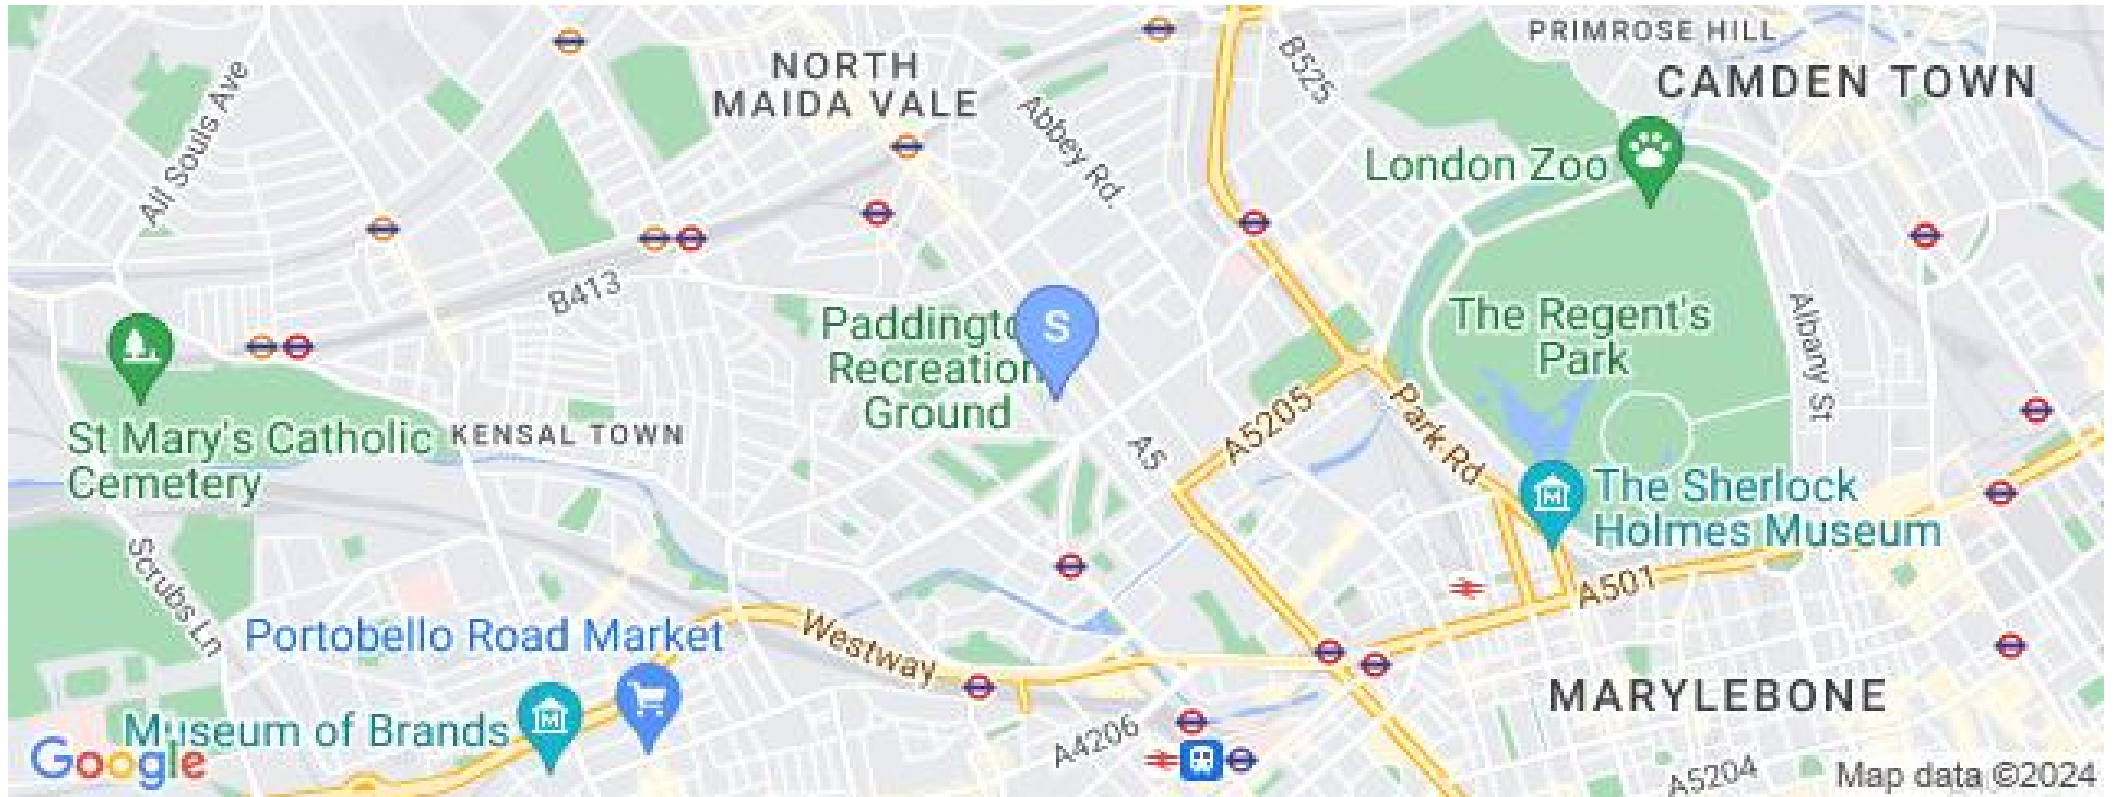 PRIMROSE HILL
CAMDEN TOWN
NORTH
MAIDA VALE
B525
All Souls Ave
Abbey Rd.
London Zoo
B413
The Regent's
Park
Albany St
Paddingto
Recreation
Ground
S
St Mary's Catholic
Cemetery
KENSAL TOWN
A5
A5205
Park Rd
The Sherlock
Holmes Museum
M
Scrubs Ln
A501
Portobello Road Market
Westway
MARYLEBONE
Museum of Brands
M
A4206
Google
A5204
Map data ©2024